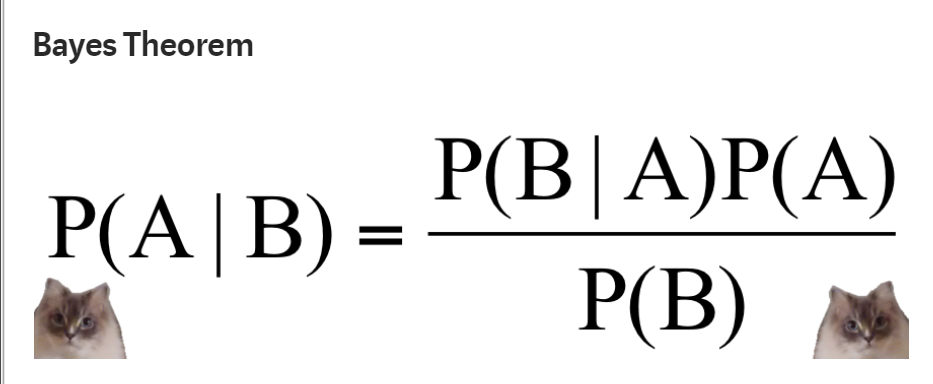 Bayes Theorem
P(A | B) = P(B | A)P(A)
P(B)